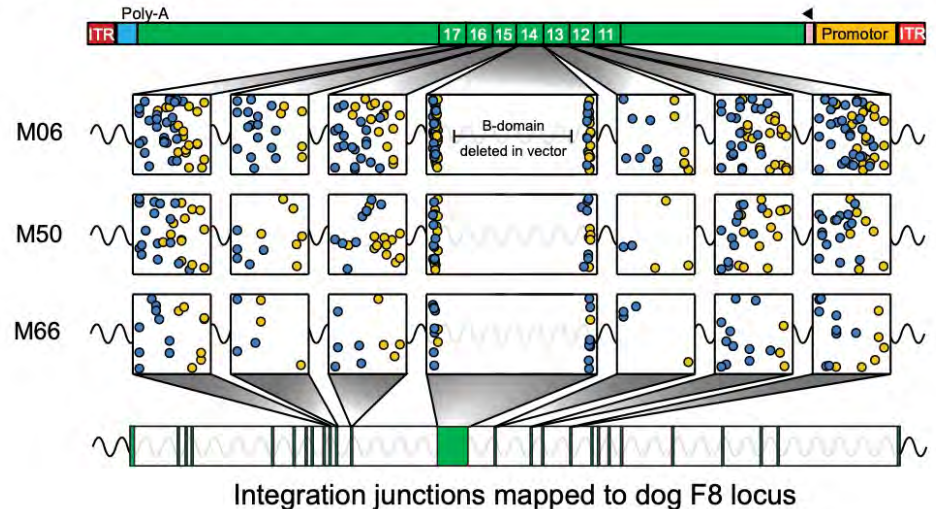 Poly-A
ITR
17 16 15 14 13 12 11
Promotor
ITR
M06
B-domain
deleted in vector
M50
M66
Integration junctions mapped to dog F8 locus